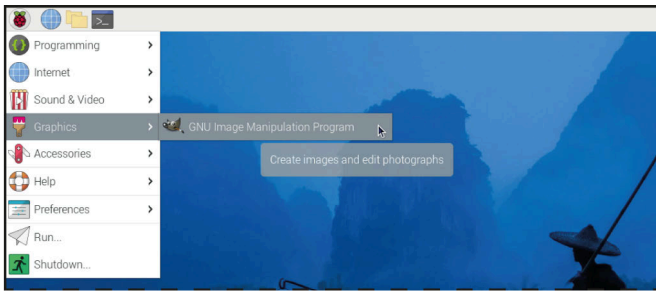 Programming
Internet
Sound & Video
Graphics
GNU Image Manipulation Program
Create images and edit photographs
Accessories
Help
Preferences
Run...
Shutdown...